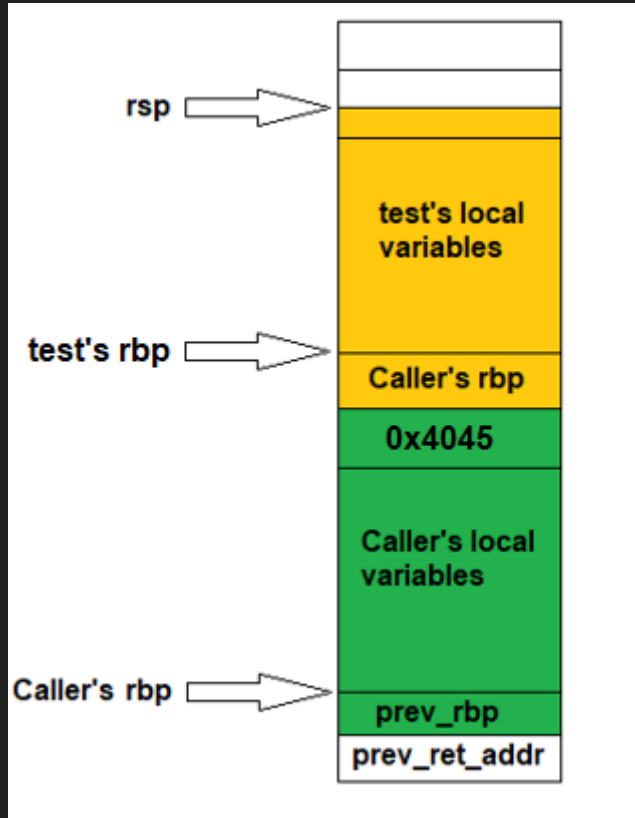 rsp
test's local
variables
test's rbp
Caller's rbp
0x4045
Caller's local
variables
Caller's rbp
prev_rbp
prev_ret_addr